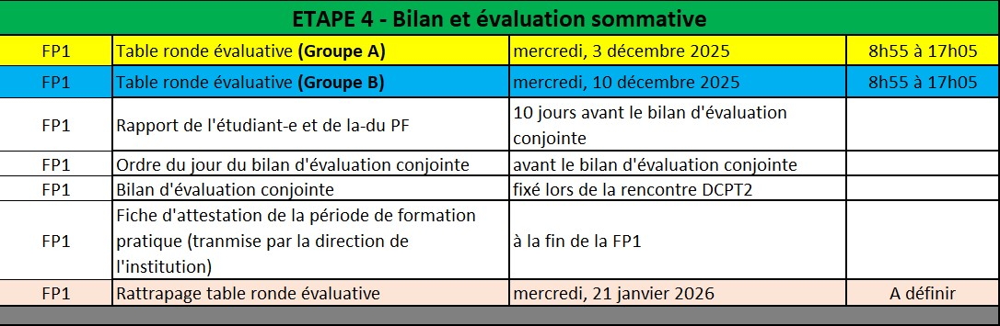 ETAPE 4 - Bilan et évaluation sommative
FP1 Table ronde évaluative (Groupe A) mercredi, 3 décembre 2025 8h55 à 17h05
FP1 Table ronde évaluative (Groupe B) mercredi, 10 décembre 2025 8h55 à 17h05
FP1 Rapport de l'étudiant-e et de la-du PF 10 jours avant le bilan d'évaluation
conjointe
FP1 Ordre du jour du bilan d'évaluation conjointe avant le bilan d'évaluation conjointe
FP1 Bilan d'évaluation conjointe fixé lors de la rencontre DCPT2
Fiche d'attestation de la période de formation
FP1 pratique (tranmise par la direction de à la fin de la FP1
l'institution)
FP1 Rattrapage table ronde évaluative mercredi, 21 janvier 2026 A définir